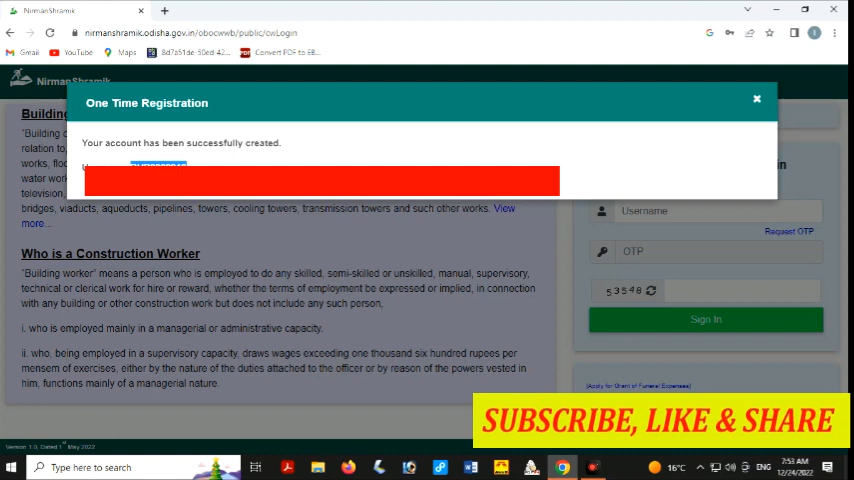 NirmanShramik
nirmanshramik.odisha.gov.in/obocwwb/public/cwLogin
Gmail
YouTube
Maps
8d7a51de-50ed-42...
Convert PDF to EB...
NirmanShramik
One Time Registration
Your account has been successfully created.
Building
"Building o
relation to,
works, floo
water work
television,
bridges, viaducts, aqueducts, pipelines, towers, cooling towers, transmission towers and such other works. View
more...
Who is a Construction Worker
"Building worker" means a person who is employed to do any skilled, semi-skilled or unskilled, manual, supervisory,
technical or clerical work for hire or reward, whether the terms of employment be expressed or implied, in connection
with any building or other construction work but does not include any such person,
i. who is employed mainly in a managerial or administrative capacity.
ii. who, being employed in a supervisory capacity, draws wages exceeding one thousand six hundred rupees per
mensem of exercises, either by the nature of the duties attached to the officer or by reason of the powers vested in
him, functions mainly of a managerial nature.
in
Username
Request OTP
OTP
53548
Sign In
[Apply for Grant of Funeral Expenses]
SUBSCRIBE, LIKE & SHARE
Version 1.0, Dated 1st May 2022
Type here to search
16°C
ENG
7:53 AM
12/24/2022